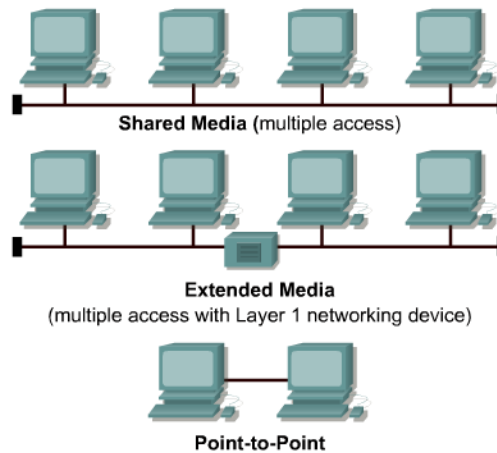 Shared Media (multiple access)
Extended Media
(multiple access with Layer 1 networking device)
Point-to-Point